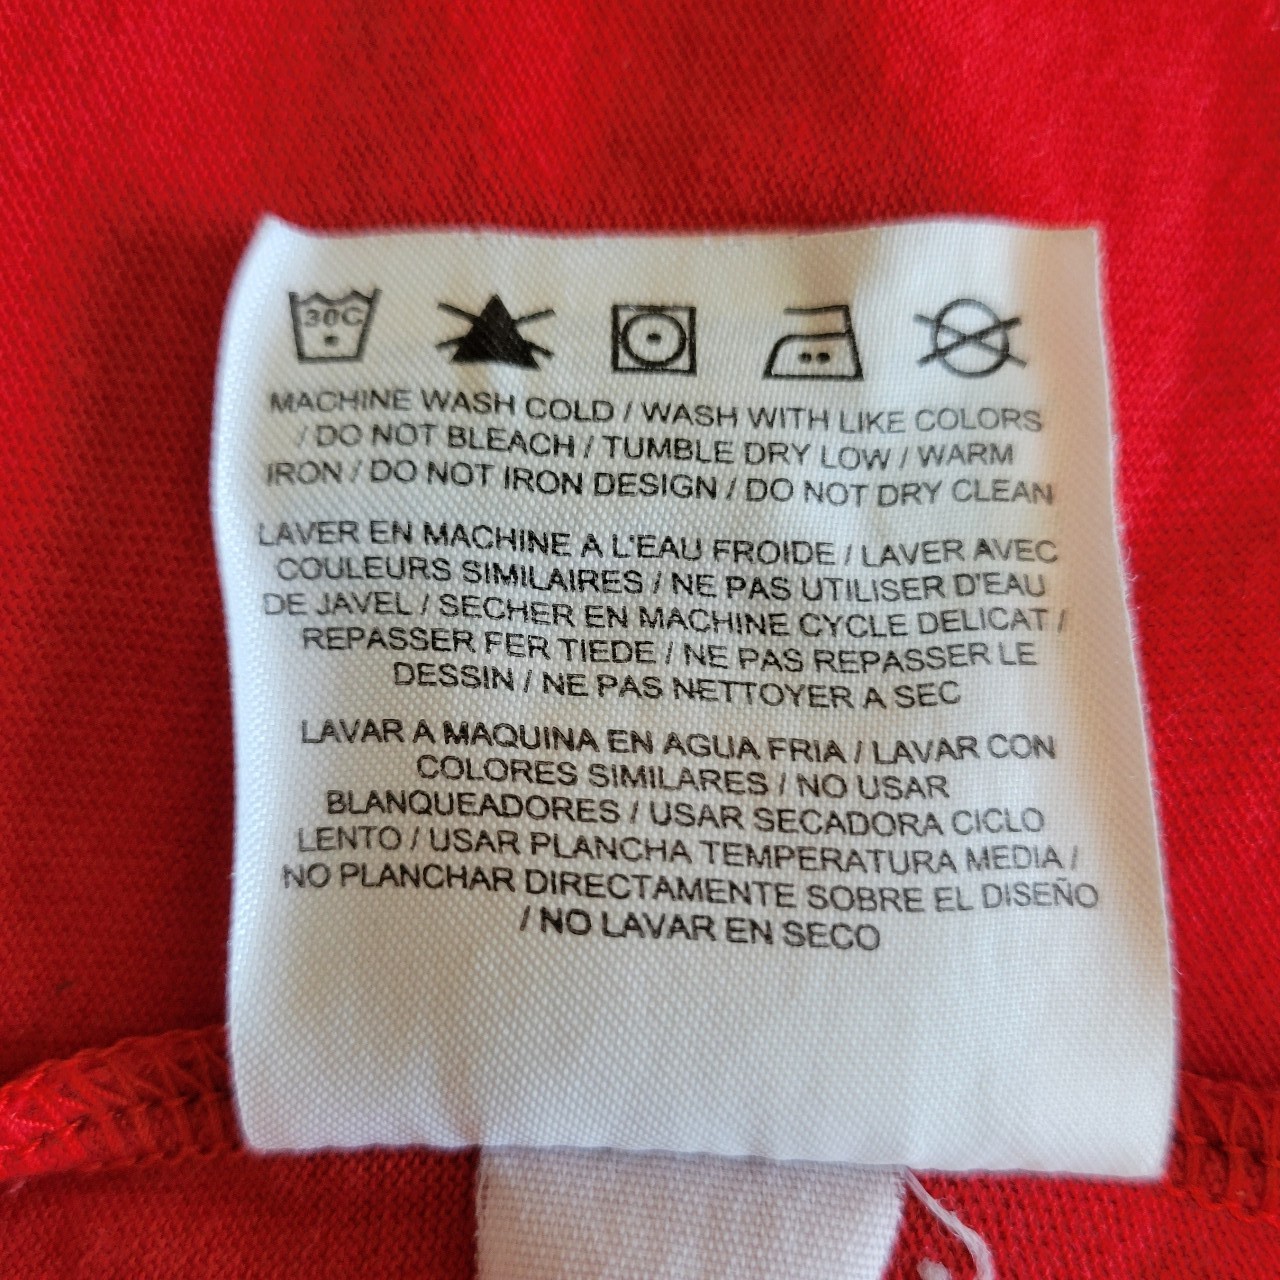 30C
MACHINE WASH COLD / WASH WITH LIKE COLORS
/ DO NOT BLEACH / TUMBLE DRY LOW / WARM
IRON / DO NOT IRON DESIGN / DO NOT DRY CLEAN
LAVER EN MACHINE A L'EAU FROIDE / LAVER AVEC
COULEURS SIMILAIRES / NE PAS UTILISER D'EAU
DE JAVEL / SECHER EN MACHINE CYCLE DELICAT /
REPASSER FER TIEDE / NE PAS REPASSER LE
DESSIN / NE PAS NETTOYER A SEC
LAVAR A MAQUINA EN AGUA FRIA / LAVAR CON
COLORES SIMILARES / NO USAR
BLANQUEADORES / USAR SECADORA CICLO
LENTO / USAR PLANCHA TEMPERATURA MEDIA /
NO PLANCHAR DIRECTAMENTE SOBRE EL DISEÑO
/ NO LAVAR EN SECO